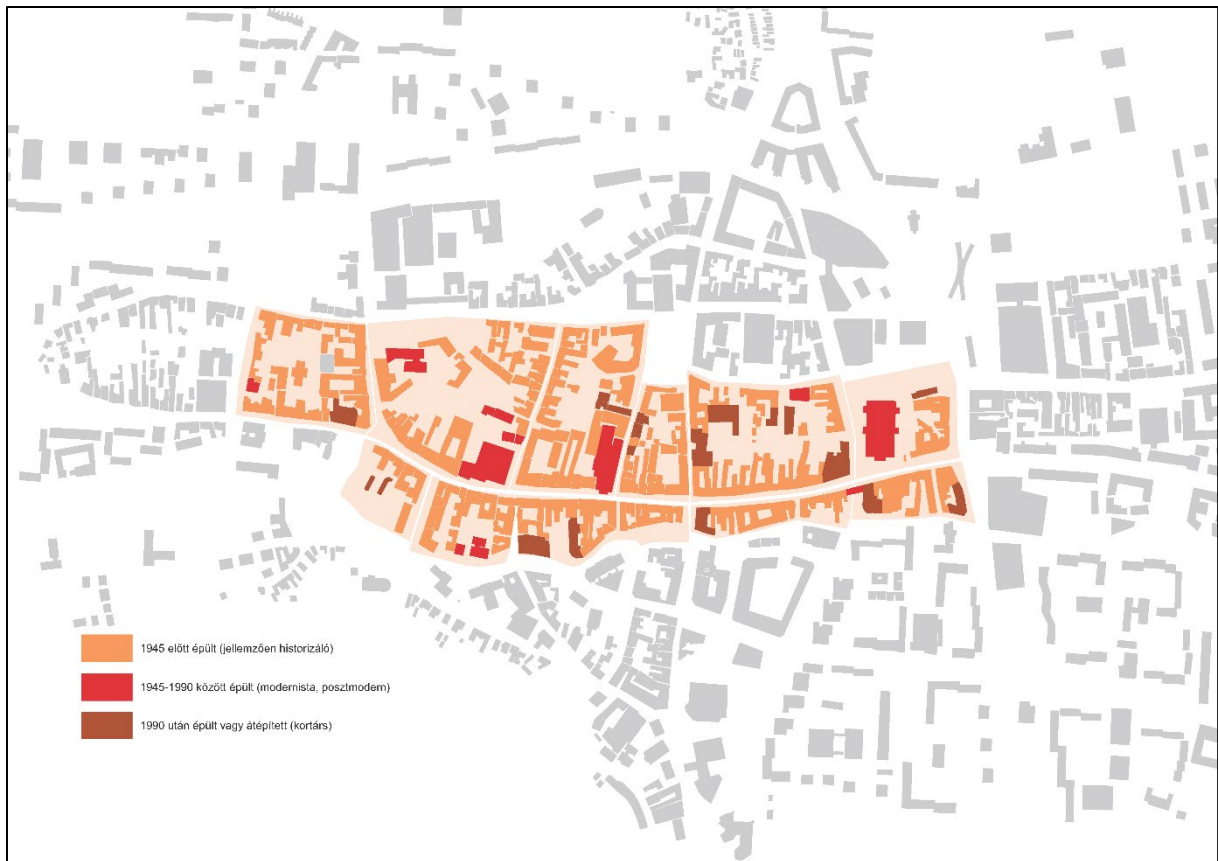 1945 előtt épült (jellemzően historizáló)
1945-1990 között épült (modernista, posztmodern)
1990 után épült vagy átépített (kortárs)